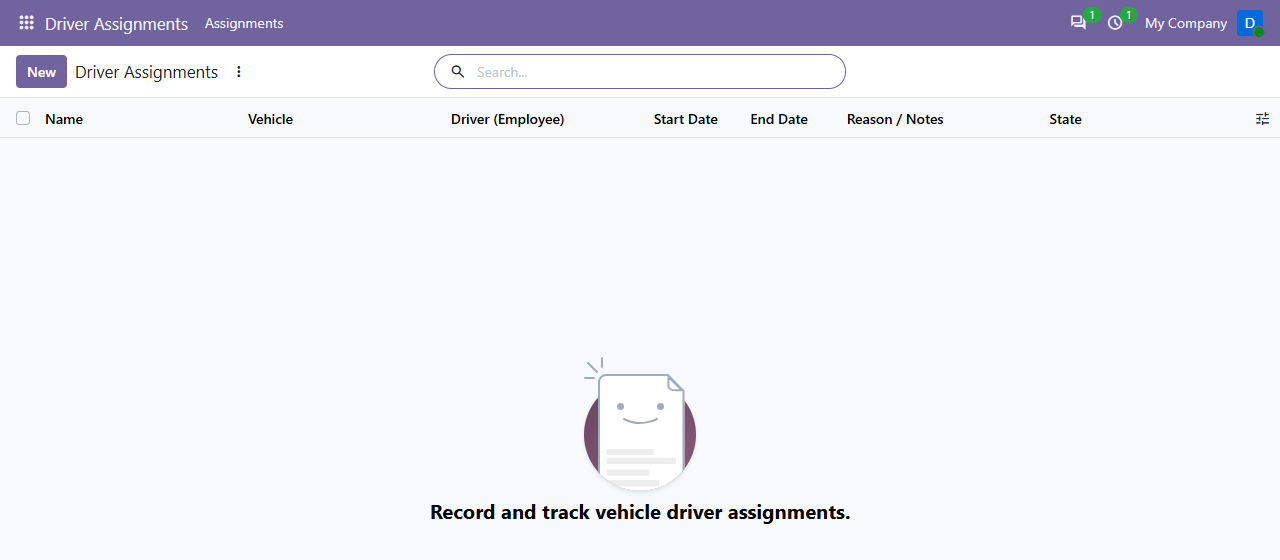 Driver Assignments Assignments 1 1 My Company D
New Driver Assignments Search...
Name Vehicle Driver (Employee) Start Date End Date Reason / Notes State
Record and track vehicle driver assignments.